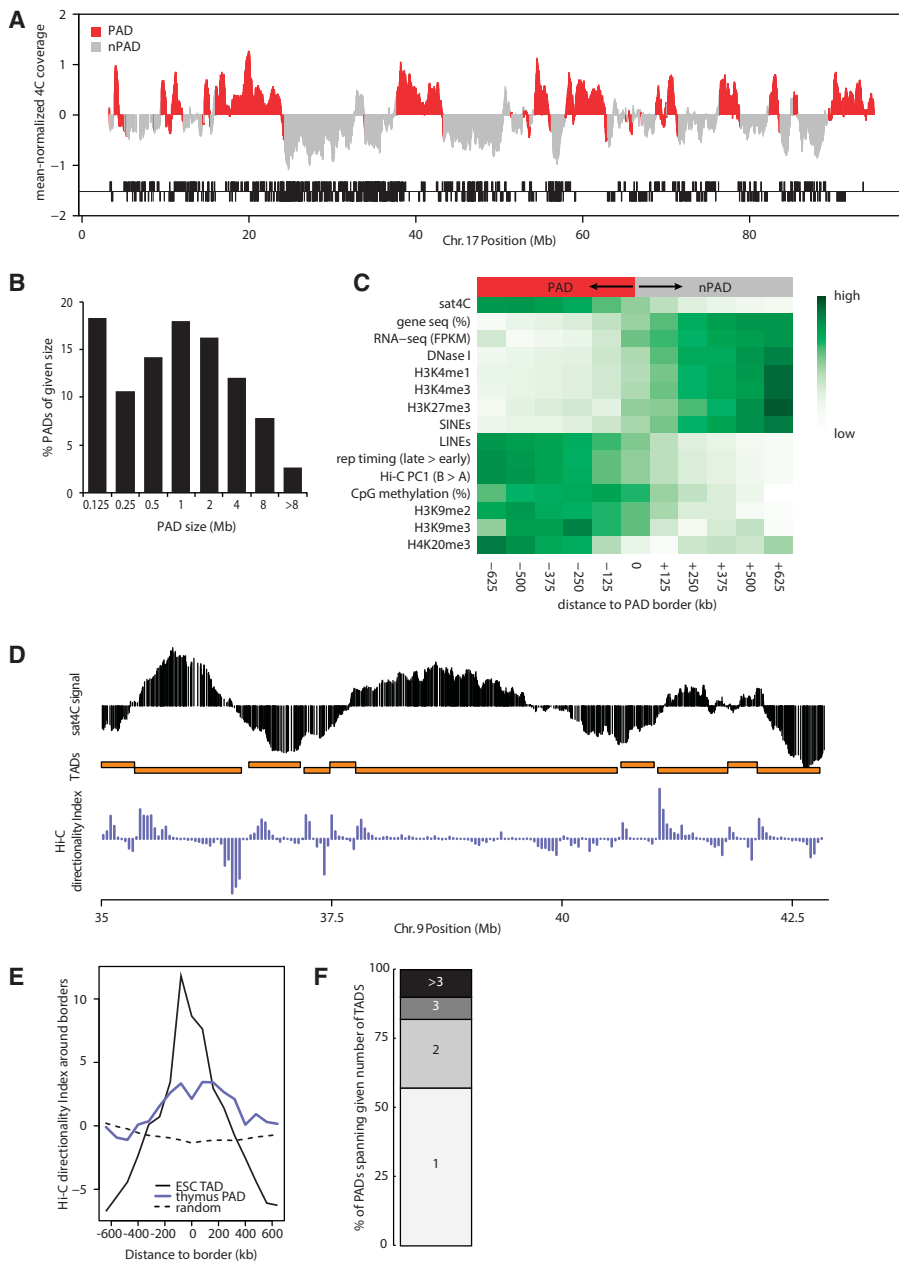 A
mean-normalized 4C coverage
2
1
0
−1
−2
PAD
nPAD
0
20
40
60
80
Chr. 17 Position (Mb)
B
% PADs of given size
20
15
10
5
0
0.125
0.25
0.5
1
2
4
8
>8
PAD size (Mb)
C
PAD
nPAD
sat4C
gene seq (%)
RNA−seq (FPKM)
DNase I
H3K4me1
H3K4me3
H3K27me3
SINEs
LINEs
rep timing (late > early)
Hi-C PC1 (B > A)
CpG methylation (%)
H3K9me2
H3K9me3
H4K20me3
−625
−500
−375
−250
−125
0
+125
+250
+375
+500
+625
distance to PAD border (kb)
high
low
D
sat4C signal
TADs
Hi-C
directionality Index
35
37.5
40
42.5
Chr. 9 Position (Mb)
E
Hi-C directionality Index around borders
10
5
0
−5
ESC TAD
thymus PAD
random
-600
-400
-200
0
200
400
600
Distance to border (kb)
F
% of PADs spanning given number of TADS
100
75
50
25
0
>3
3
2
1